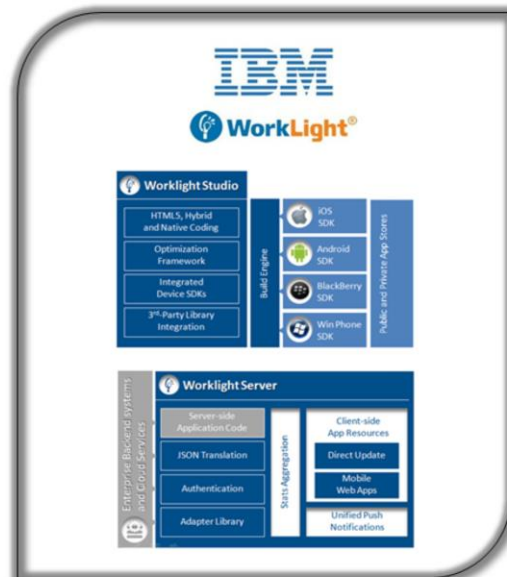 IBM
WorkLight®
Worklight Studio
HTML5, Hybrid
and Native Coding
Optimization
Framework
Integrated
Device SDKs
3rd-Party Library
Integration
Build Engine
iOS
SDK
Android
SDK
BlackBerry
SDK
Win Phone
SDK
Public and Private App Stores
Enterprise Backend systems
and Cloud Services
Worklight Server
Server-side
Application Code
JSON Translation
Authentication
Adapter Library
Stats Aggregation
Client-side
App Resources
Direct Update
Mobile
Web Apps
Unified Push
Notifications